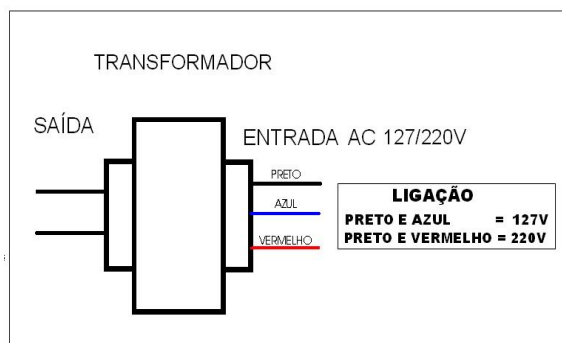 TRANSFORMADOR
SAÍDA
ENTRADA AC 127/220V
PRETO
AZUL
VERMELHO
LIGAÇÃO
PRETO E AZUL = 127V
PRETO E VERMELHO = 220V